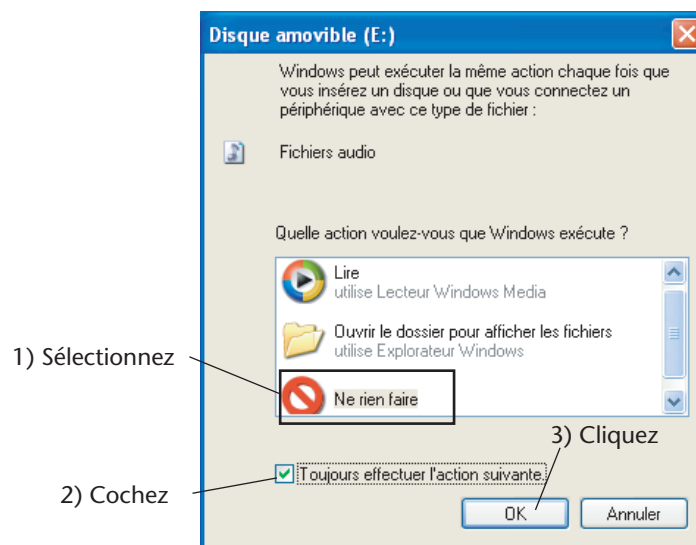 Disque amovible (E:)
Windows peut exécuter la même action chaque fois que
vous insérez un disque ou que vous connectez un
périphérique avec ce type de fichier :
Fichiers audio
Quelle action voulez-vous que Windows exécute ?
Lire
utilise Lecteur Windows Media
Ouvrir le dossier pour afficher les fichiers
utilise Explorateur Windows
1) Sélectionnez
Ne rien faire
3) Cliquez
Toujours effectuer l'action suivante.
2) Cochez
OK
Annuler